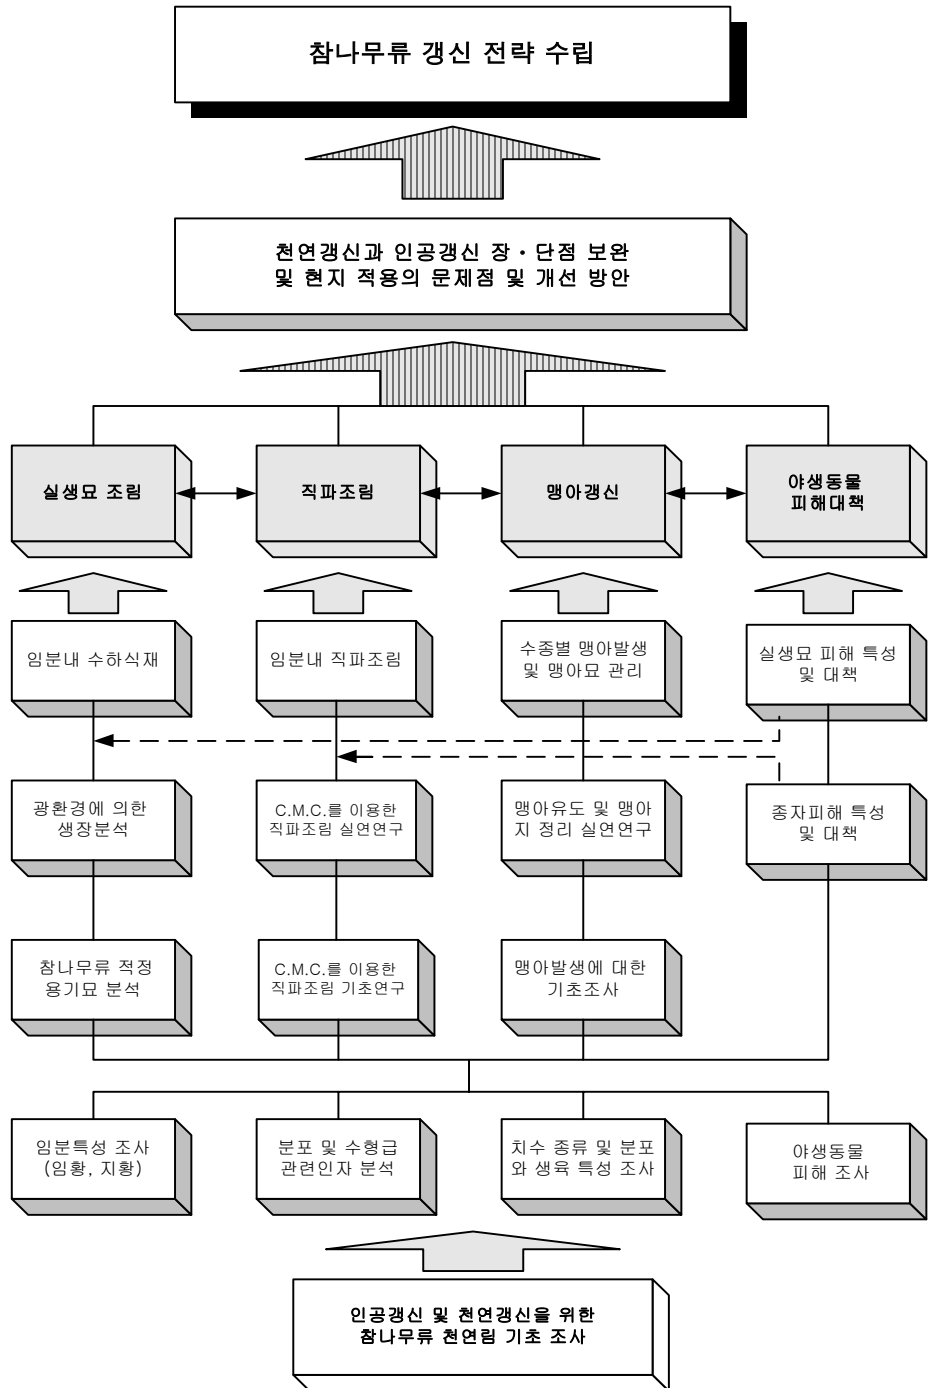 참나무류 갱신 전략 수립
천연갱신과 인공갱신 장·단점 보완
및 현지 적용의 문제점 및 개선 방안
실생묘 조림
직파조림
맹아갱신
야생동물
피해대책
임분내 수하식재
임분내 직파조림
수종별 맹아발생
및 맹아묘 관리
실생묘 피해 특성
및 대책
광환경에 의한
생장분석
C.M.C.를 이용한
직파조림 실연연구
맹아유도 및 맹아
지 정리 실연연구
종자피해 특성
및 대책
참나무류 적정
용기묘 분석
C.M.C.를 이용한
직파조림 기초연구
맹아발생에 대한
기초조사
임분특성 조사
(임황, 지황)
분포 및 수형급
관련인자 분석
치수 종류 및 분포
와 생육 특성 조사
야생동물
피해 조사
인공갱신 및 천연갱신을 위한
참나무류 천연림 기초 조사